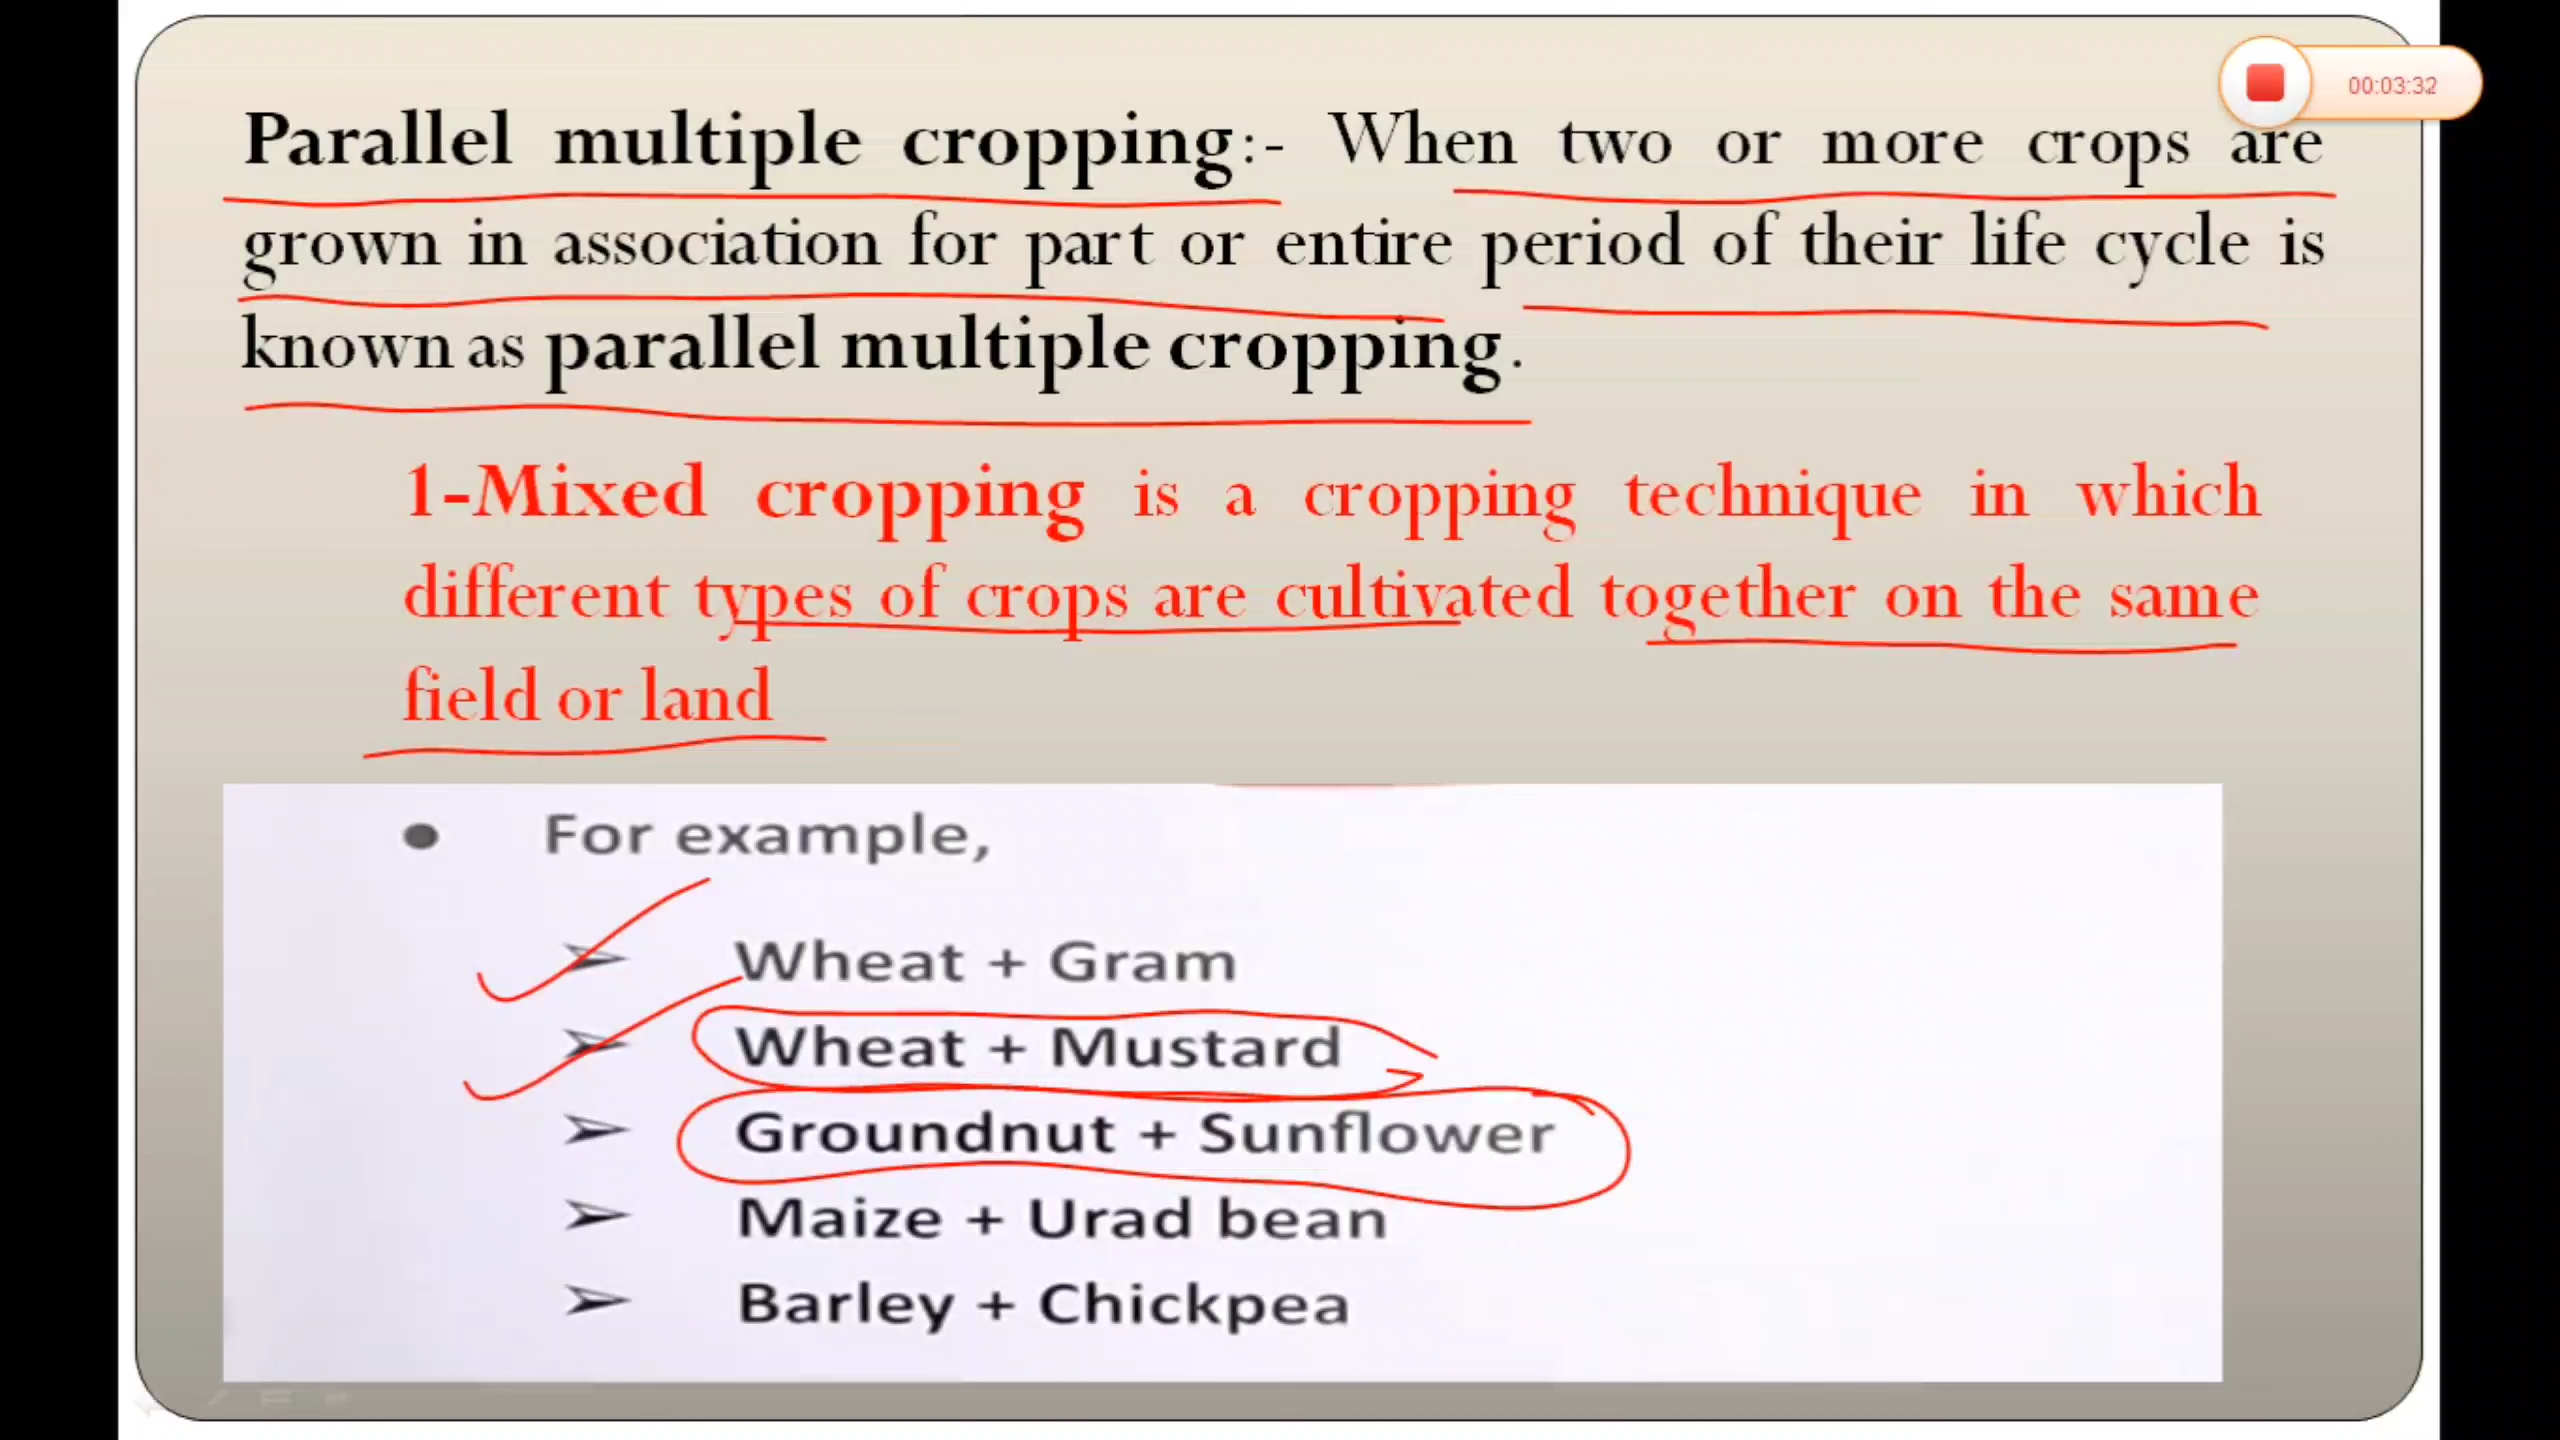 00:03:32
Parallel multiple cropping:- When two or more crops are
grown in association for part or entire period of their life cycle is
known as parallel multiple cropping.
1-Mixed cropping is a cropping technique in which
different types of crops are cultivated together on the same
field or land
● For example,
➢ Wheat + Gram
➢ Wheat + Mustard
➢ Groundnut + Sunflower
➢ Maize + Urad bean
➢ Barley + Chickpea